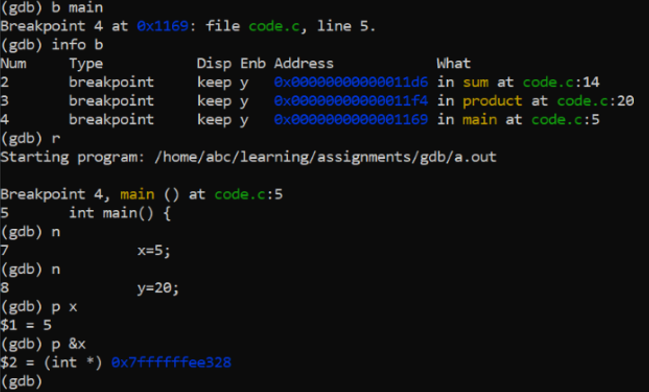 (gdb) b main
Breakpoint 4 at 0x1169: file code.c, line 5.
(gdb) info b
Num     Type           Disp Enb Address            What
2       breakpoint     keep y   0x00000000000011d6 in sum at code.c:14
3       breakpoint     keep y   0x00000000000011f4 in product at code.c:20
4       breakpoint     keep y   0x0000000000001169 in main at code.c:5
(gdb) r
Starting program: /home/abc/learning/assignments/gdb/a.out
Breakpoint 4, main () at code.c:5
5       int main() {
(gdb) n
7               x=5;
(gdb) n
8               y=20;
(gdb) p x
$1 = 5
(gdb) p &x
$2 = (int *) 0x7ffffffee328
(gdb)